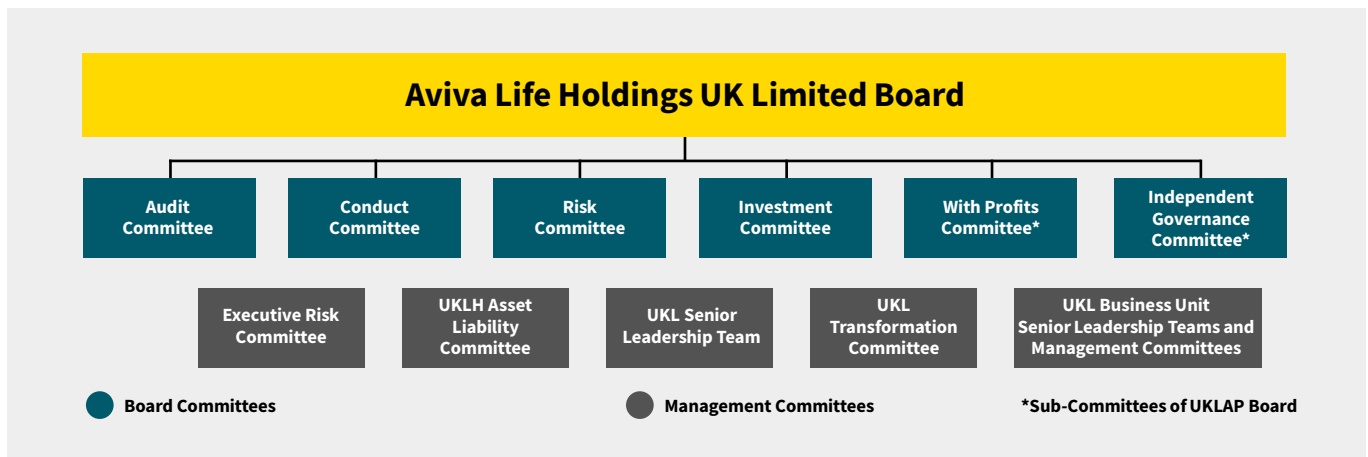 Aviva Life Holdings UK Limited Board
Audit
Committee
Conduct
Committee
Risk
Committee
Investment
Committee
With Profits
Committee*
Independent
Governance
Committee*
Executive Risk
Committee
UKLH Asset
Liability
Committee
UKL Senior
Leadership Team
UKL
Transformation
Committee
UKL Business Unit
Senior Leadership Teams and
Management Committees
Board Committees
Management Committees
*Sub-Committees of UKLAP Board